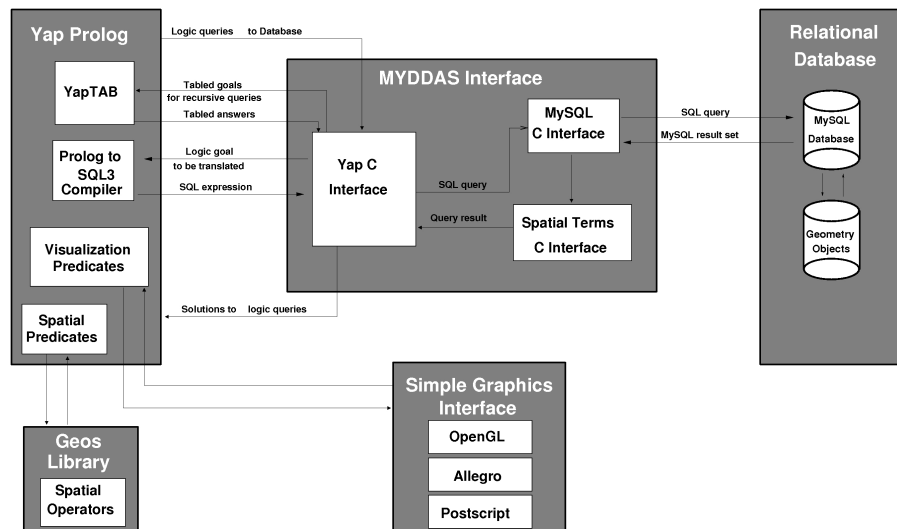 Yap Prolog
YapTAB
Prolog to
SQL3
Compiler
Visualization
Predicates
Spatial
Predicates
Logic queries to Database
Tabled goals
for recursive queries
Tabled answers
Logic goal
to be translated
SQL expression
Solutions to logic queries
MYDDAS Interface
Yap C
Interface
MySQL
C Interface
SQL query
Query result
Spatial Terms
C Interface
SQL query
MySQL result set
Relational
Database
MySQL
Database
Geometry
Objects
Geos
Library
Spatial
Operators
Simple Graphics
Interface
OpenGL
Allegro
Postscript